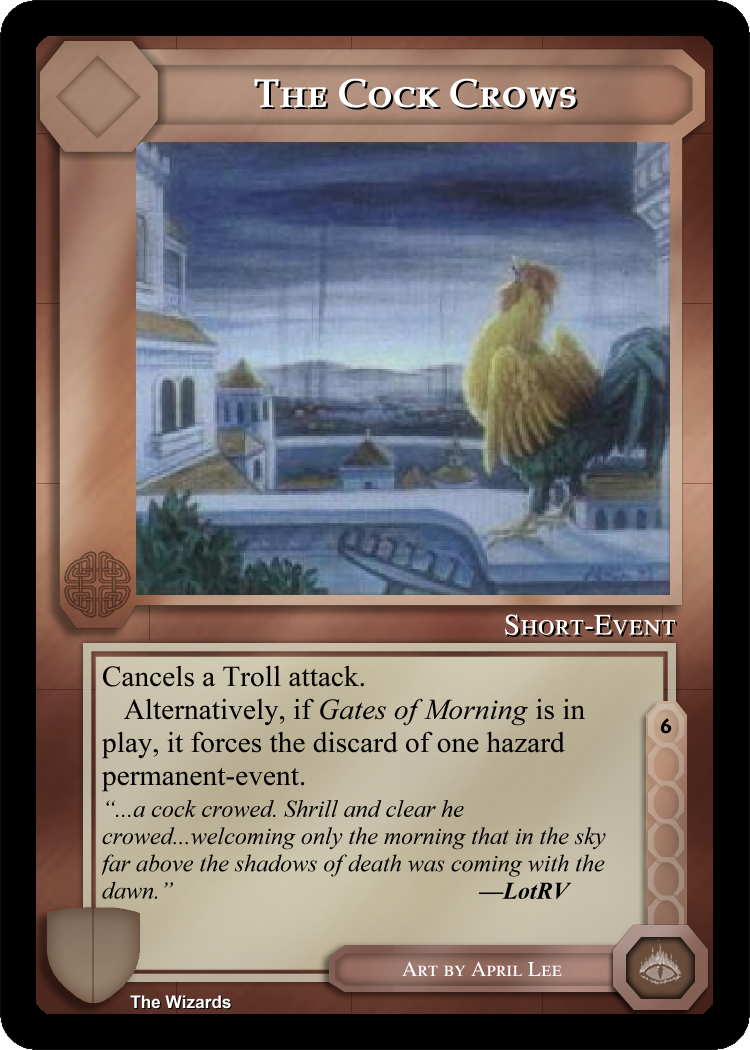 The Cock Crows
Short-Event
Cancels a Troll attack.
Alternatively, if Gates of Morning is in
play, it forces the discard of one hazard
permanent-event.
“...a cock crowed. Shrill and clear he
crowed...welcoming only the morning that in the sky
far above the shadows of death was coming with the
dawn.” —LotRV
6
Art by April Lee
The Wizards